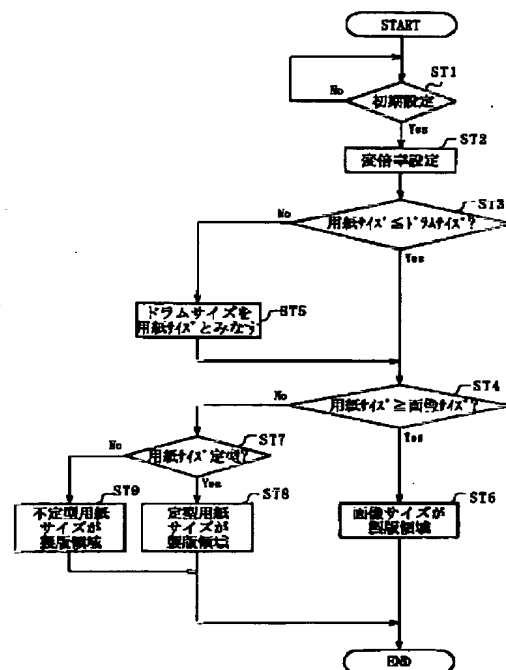 START
ST1
No
初期設定
Yes
ST2
変倍率設定
ST3
No
用紙サイズ≦ドラムサイズ?
Yes
ドラムサイズを
用紙サイズとみなす
ST5
ST4
No
用紙サイズ≧画像サイズ?
Yes
ST7
No
用紙サイズ定型?
Yes
ST9
不定型用紙
サイズが
製版領域
ST8
定型用紙
サイズが
製版領域
ST6
画像サイズが
製版領域
END